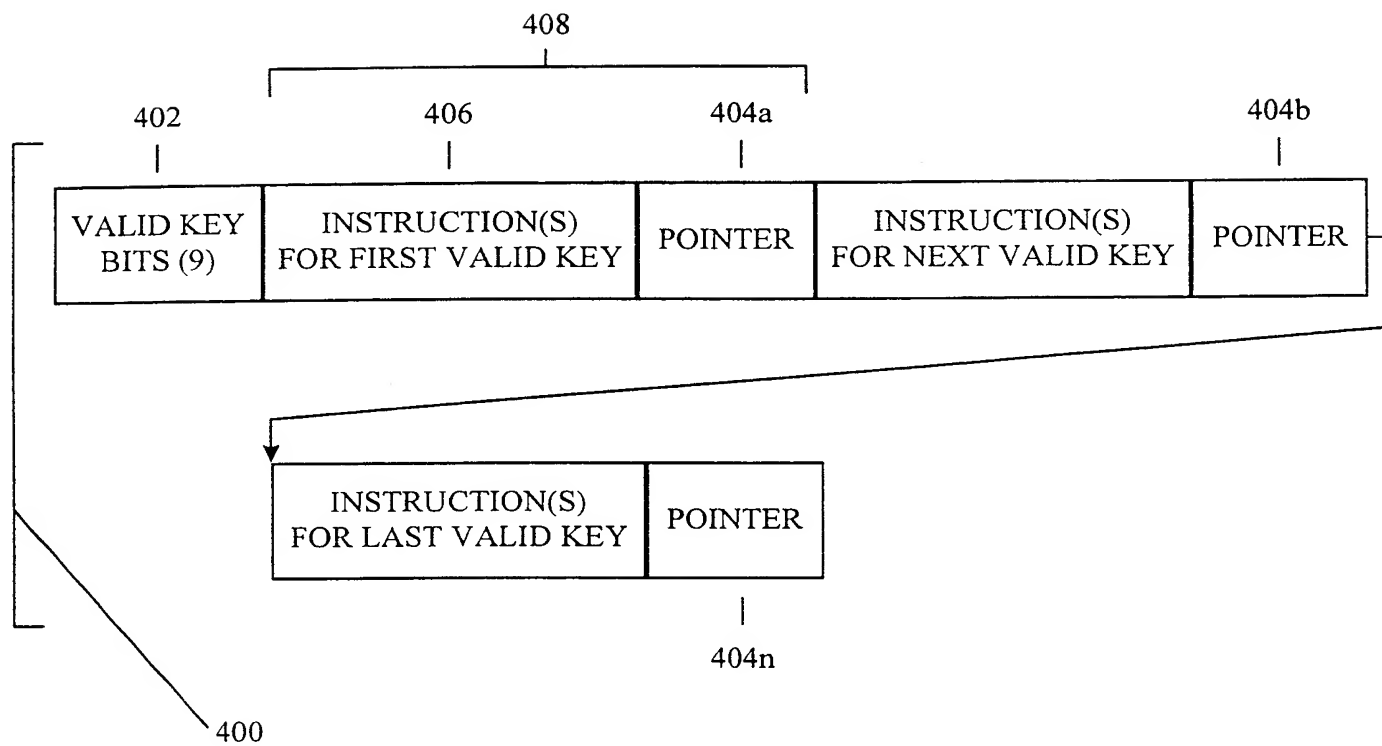 408
402
406
404a
404b
VALID KEY
BITS (9)
INSTRUCTION(S)
FOR FIRST VALID KEY
POINTER
INSTRUCTION(S)
FOR NEXT VALID KEY
POINTER
INSTRUCTION(S)
FOR LAST VALID KEY
POINTER
404n
400